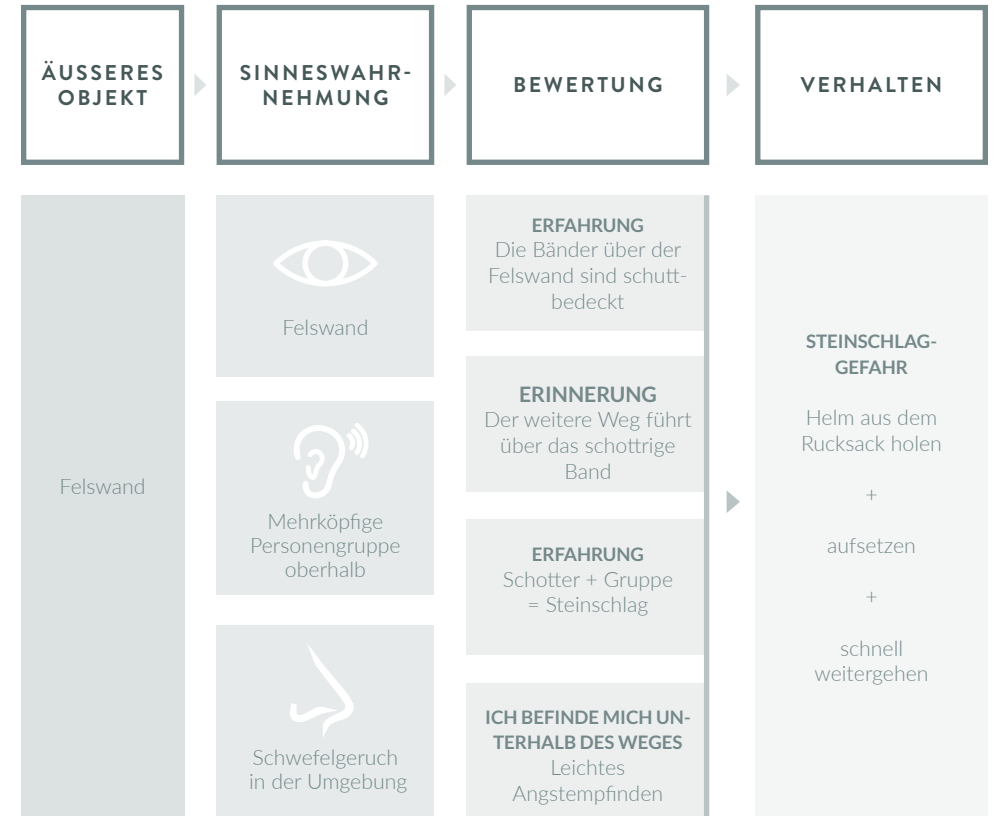 ÄUSSERES
OBJEKT
SINNESWAHR-
NEHMUNG
BEWERTUNG
VERHALTEN
Felswand
Felswand
Mehrköpfige
Personengruppe
oberhalb
Schwefelgeruch
in der Umgebung
ERFAHRUNG
Die Bänder über der
Felswand sind schutt-
bedeckt
ERINNERUNG
Der weitere Weg führt
über das schottrige
Band
ERFAHRUNG
Schotter + Gruppe
= Steinschlag
ICH BEFINDE MICH UN-
TERHALB DES WEGES
Leichtes
Angstempfinden
STEINSCHLAG-
GEFAHR
Helm aus dem
Rucksack holen
+
aufsetzen
+
schnell
weitergehen